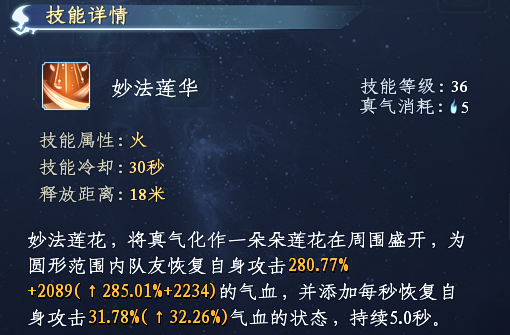 技能详情
妙法莲华
技能等级: 36
真气消耗: 5
技能属性: 火
技能冷却: 30秒
释放距离: 18米
妙法莲花，将真气化作一朵朵莲花在周围盛开，为
圆形范围内队友恢复自身攻击280.77%
+2089(↑285.01%+2234)的气血，并添加每秒恢复自
身攻击31.78%(↑32.26%)气血的状态，持续5.0秒。